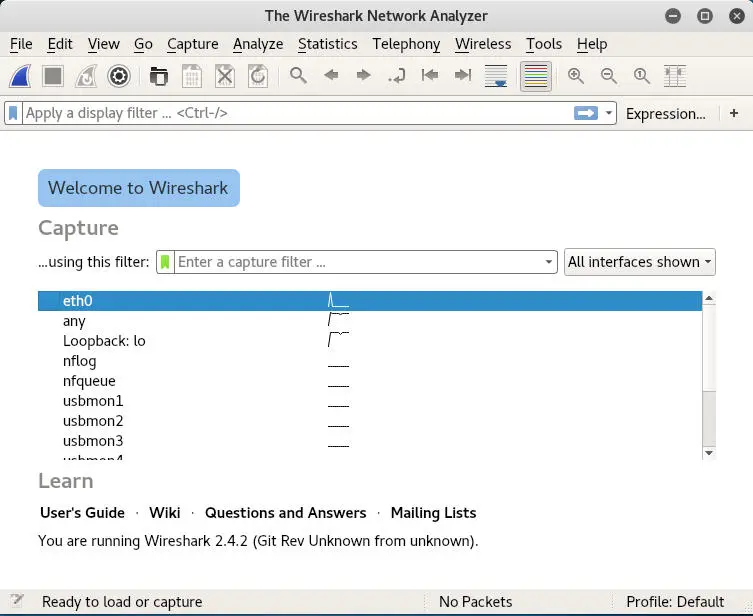 The Wireshark Network Analyzer
File Edit View Go Capture Analyze Statistics Telephony Wireless Tools Help
Apply a display filter ... <Ctrl-/> Expression... +
Welcome to Wireshark
Capture
...using this filter: Enter a capture filter ... All interfaces shown
eth0
any
Loopback: lo
nflog
nfqueue
usbmon1
usbmon2
usbmon3
usbmon4
Learn
User's Guide · Wiki · Questions and Answers · Mailing Lists
You are running Wireshark 2.4.2 (Git Rev Unknown from unknown).
Ready to load or capture No Packets Profile: Default